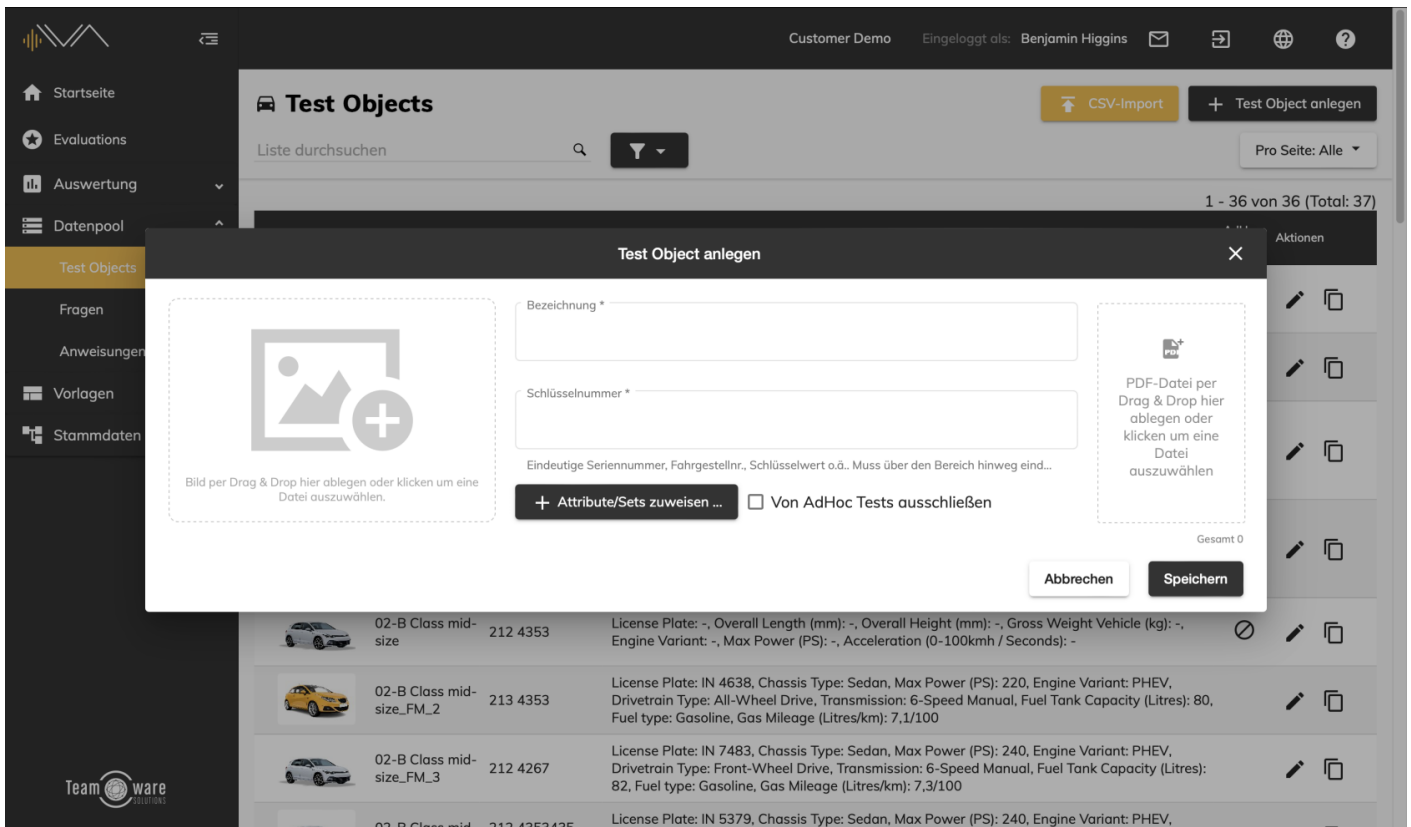 Customer Demo Eingeloggt als: Benjamin Higgins
Startseite
Evaluations
Auswertung
Datenpool
Test Objects
Fragen
Anweisungen
Vorlagen
Stammdaten
Team ware
SOLUTIONS
Test Objects
CSV-Import
Test Object anlegen
Liste durchsuchen
Pro Seite: Alle
1 - 36 von 36 (Total: 37)
Aktionen
Test Object anlegen
Bild per Drag & Drop hier ablegen oder klicken um eine
Datei auszuwählen.
Bezeichnung *
Schlüsselnummer *
Eindeutige Seriennummer, Fahrgestellnr., Schlüsselwert o.ä.. Muss über den Bereich hinweg eind...
+ Attribute/Sets zuweisen ...
Von AdHoc Tests ausschließen
PDF
PDF-Datei per
Drag & Drop hier
ablegen oder
klicken um eine
Datei
auszuwählen
Gesamt 0
Abbrechen
Speichern
02-B Class mid-
size
212 4353
License Plate: -, Overall Length (mm): -, Overall Height (mm): -, Gross Weight Vehicle (kg): -,
Engine Variant: -, Max Power (PS): -, Acceleration (0-100kmh / Seconds): -
02-B Class mid-
size_FM_2
213 4353
License Plate: IN 4638, Chassis Type: Sedan, Max Power (PS): 220, Engine Variant: PHEV,
Drivetrain Type: All-Wheel Drive, Transmission: 6-Speed Manual, Fuel Tank Capacity (Litres): 80,
Fuel type: Gasoline, Gas Mileage (Litres/km): 7,1/100
02-B Class mid-
size_FM_3
212 4267
License Plate: IN 7483, Chassis Type: Sedan, Max Power (PS): 240, Engine Variant: PHEV,
Drivetrain Type: Front-Wheel Drive, Transmission: 6-Speed Manual, Fuel Tank Capacity (Litres):
82, Fuel type: Gasoline, Gas Mileage (Litres/km): 7,3/100
02-B Class mid-
212 4353435
License Plate: IN 5379, Chassis Type: Sedan, Max Power (PS): 240, Engine Variant: PHEV,